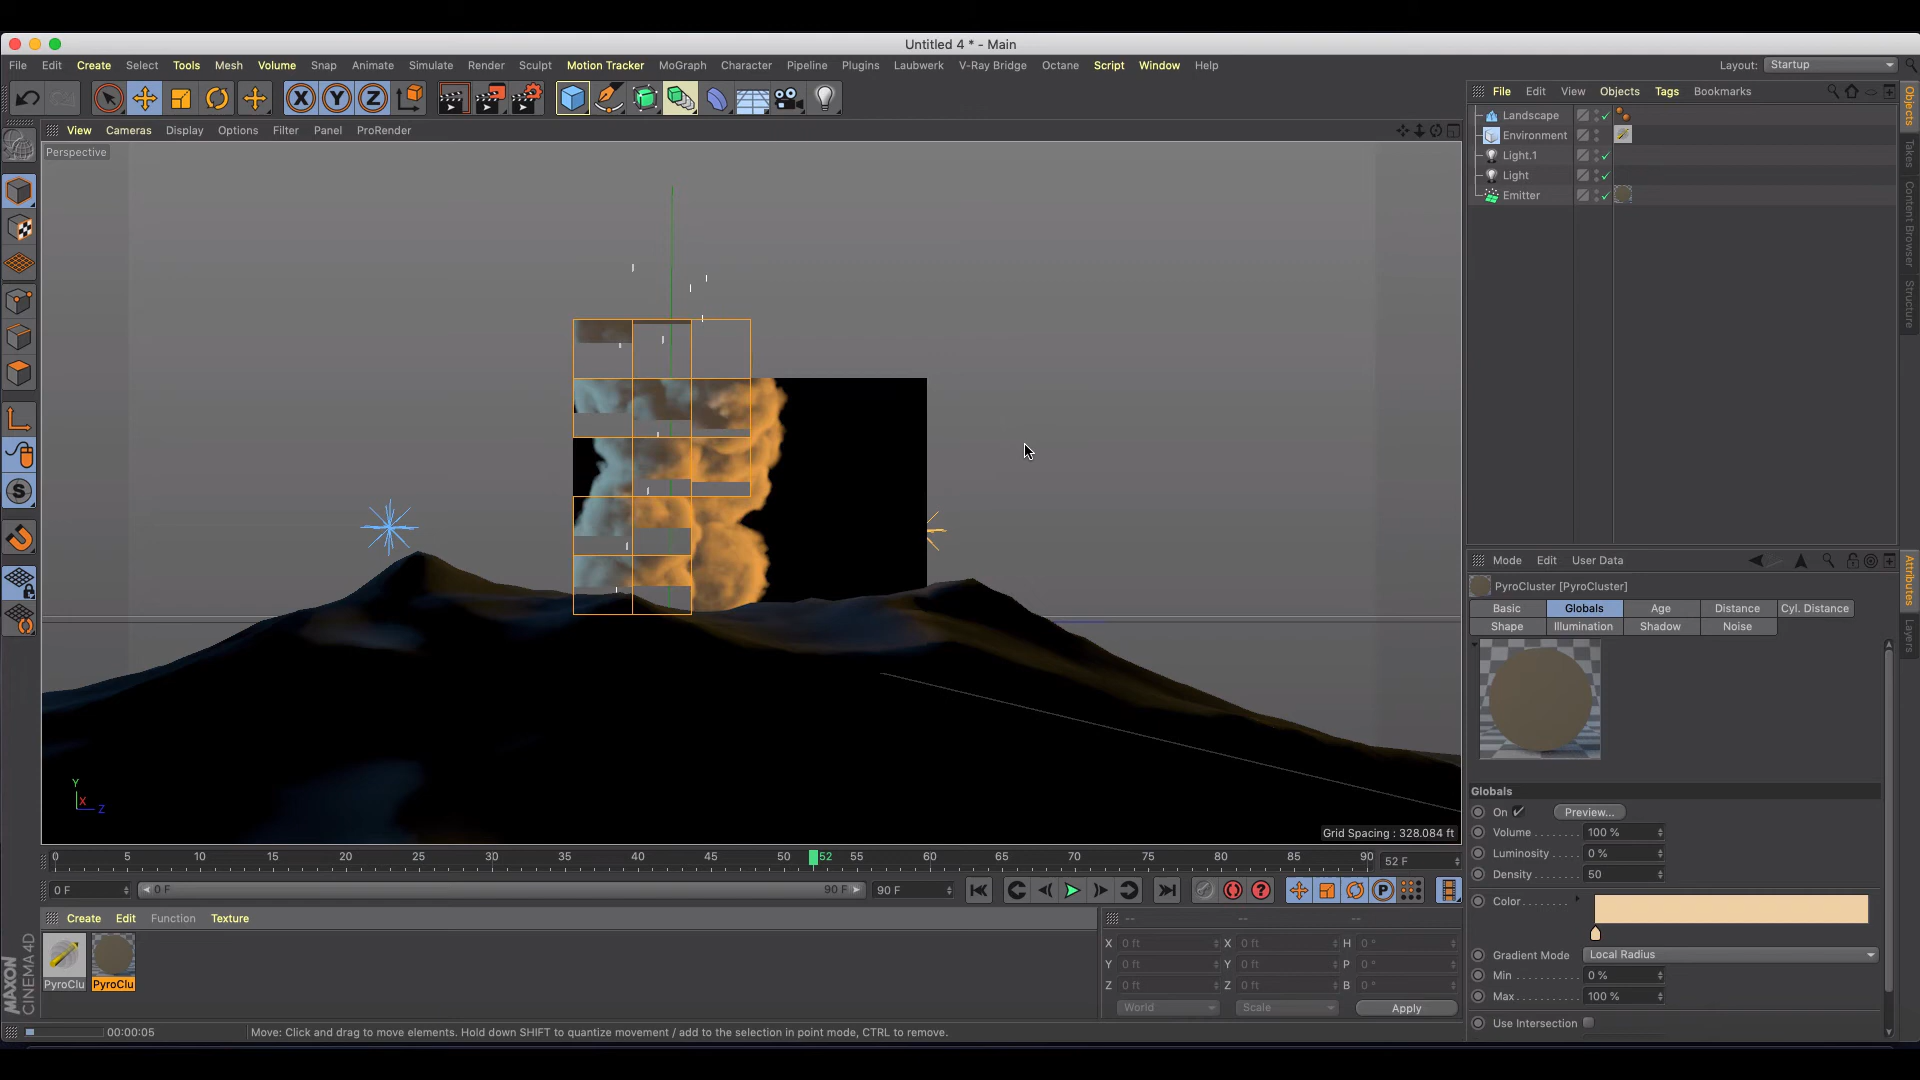 Untitled 4 * - Main
File Edit Create Select Tools Mesh Volume Snap Animate Simulate Render Sculpt Motion Tracker MoGraph Character Pipeline Plugins Laubwerk V-Ray Bridge Octane Script Window Help Layout: Startup
X Y Z
File Edit View Objects Tags Bookmarks
View Cameras Display Options Filter Panel ProRender
Perspective
Landscape
Environment
Light.1
Light
Emitter
Objects
Takes
Content Browser
Structure
Mode Edit User Data
PyroCluster [PyroCluster]
Basic Globals Age Distance Cyl. Distance
Shape Illumination Shadow Noise
Attributes
Layers
Globals
On Preview...
Volume 100 %
Luminosity 0 %
Density 50
Color
Gradient Mode Local Radius
Min 0 %
Max 100 %
Use Intersection
Y
X
Z
Grid Spacing : 328.084 ft
0 5 10 15 20 25 30 35 40 45 50 52 55 60 65 70 75 80 85 90 52 F
0 F 0 F 90 F 90 F
Create Edit Function Texture
PyroClu PyroClu
-- -- --
X 0 ft X 0 ft H 0 °
Y 0 ft Y 0 ft P 0 °
Z 0 ft Z 0 ft B 0 °
World Scale Apply
MAXON
CINEMA 4D
00:00:05 Move: Click and drag to move elements. Hold down SHIFT to quantize movement / add to the selection in point mode, CTRL to remove.